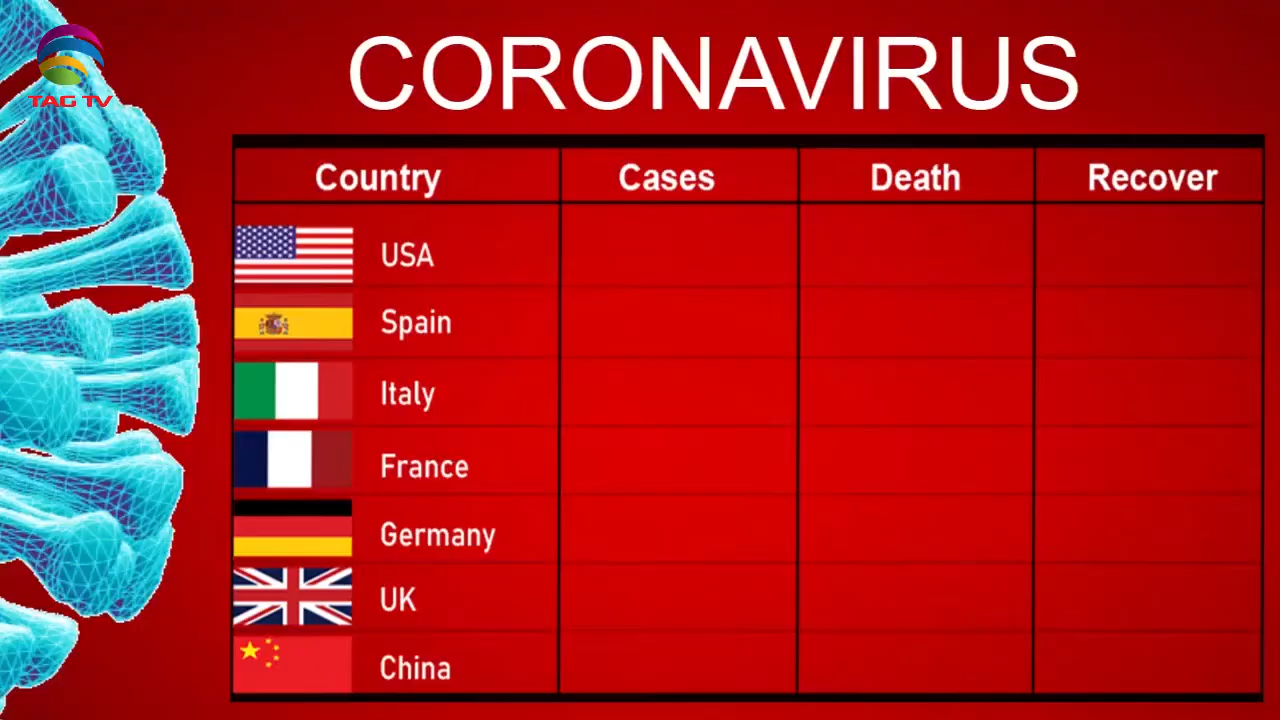 TAG TV
CORONAVIRUS
Country Cases Death Recover
USA
Spain
Italy
France
Germany
UK
China